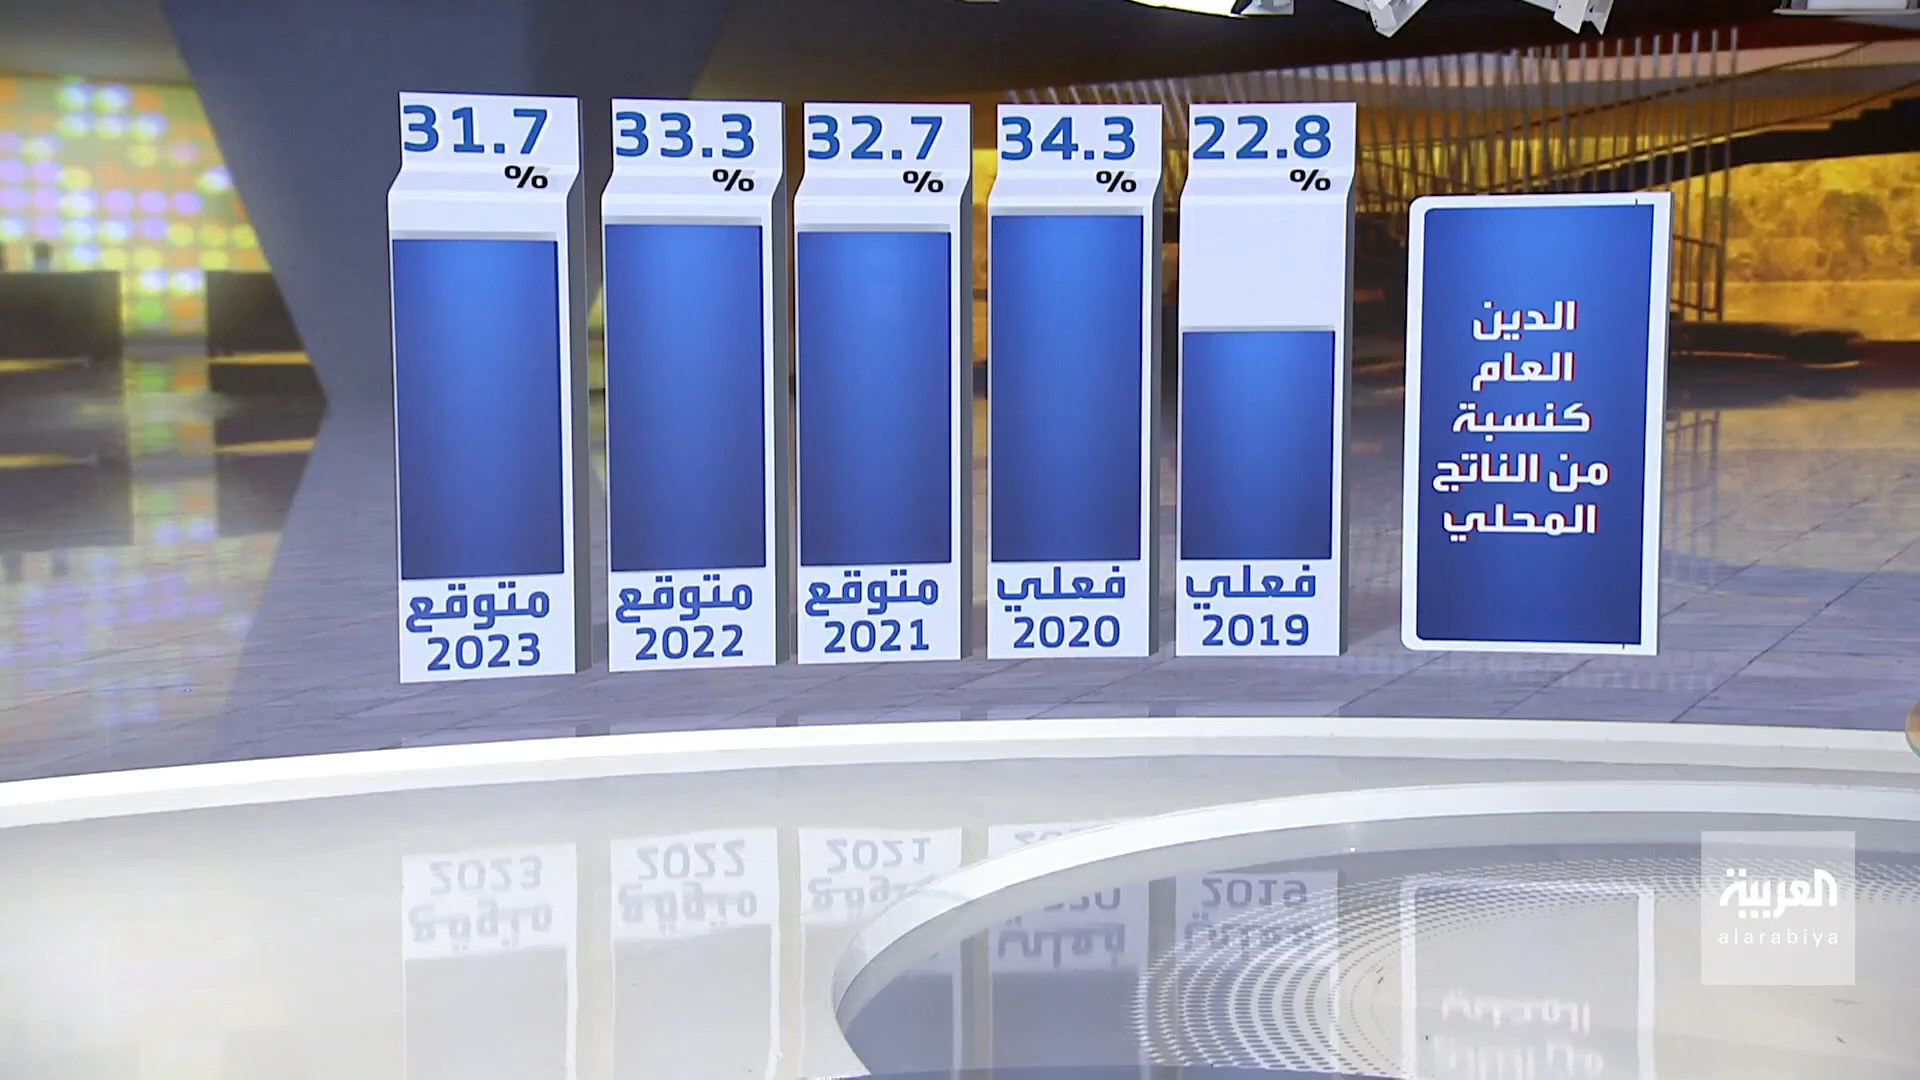 الدين
العام
كنسبة
من الناتج
المحلي
22.8
%
فعلي
2019
34.3
%
فعلي
2020
32.7
%
متوقع
2021
33.3
%
متوقع
2022
31.7
%
متوقع
2023
العربية
alarabiya